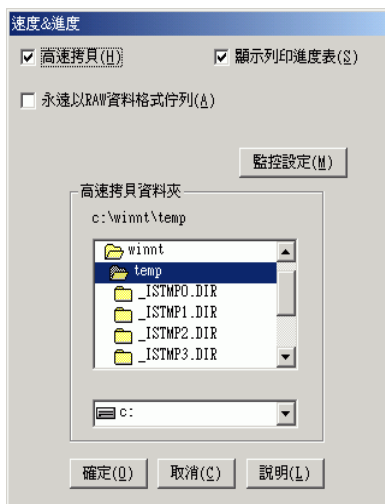 速度&進度
高速拷貝(H) 顯示列印進度表(S)
永遠以RAW資料格式佇列(A)
監控設定(M)
高速拷貝資料夾
c:\winnt\temp
winnt
temp
_ISTMP0.DIR
_ISTMP1.DIR
_ISTMP2.DIR
_ISTMP3.DIR
c:
確定(O) 取消(C) 說明(L)